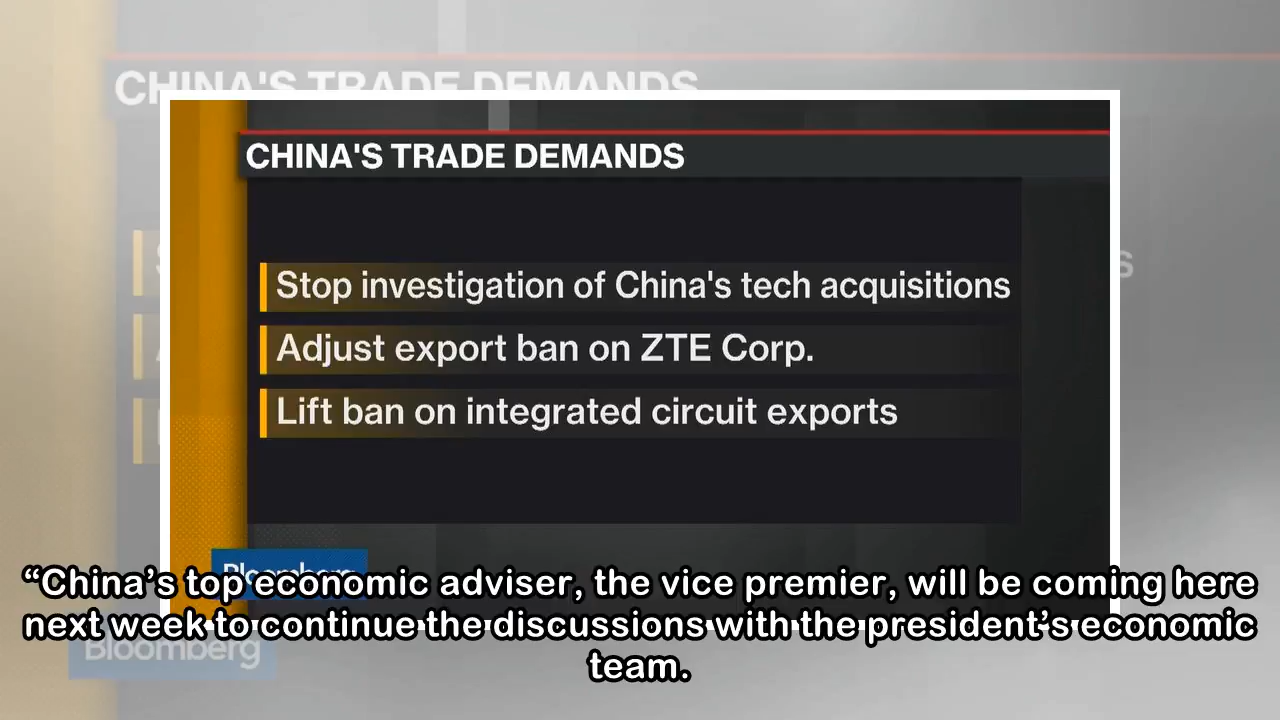 CHINA'S TRADE DEMANDS
CHINA'S TRADE DEMANDS
Stop investigation of China's tech acquisitions
Adjust export ban on ZTE Corp.
Lift ban on integrated circuit exports
Bloomberg
“China’s top economic adviser, the vice premier, will be coming here
next week to continue the discussions with the president’s economic
team.
Bloomberg